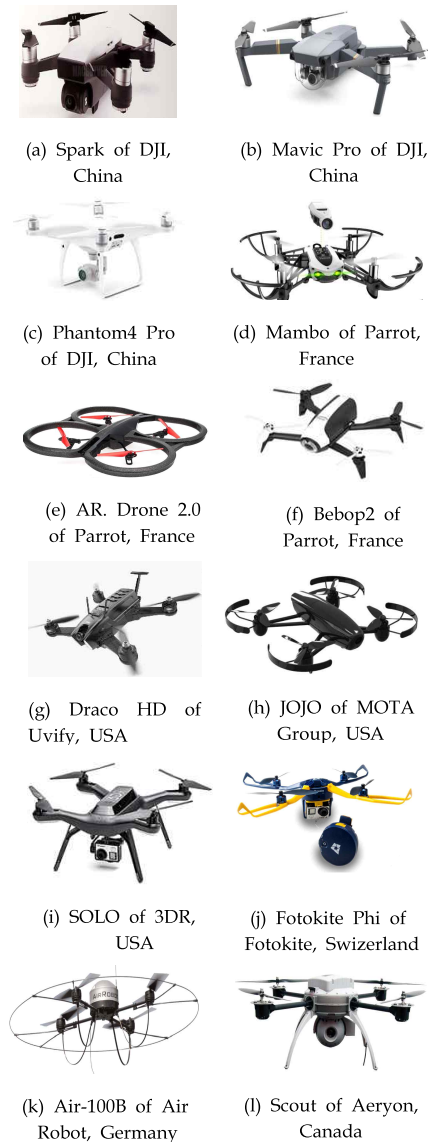 (a) Spark of DJI,
China
(b) Mavic Pro of DJI,
China
(c) Phantom4 Pro
of DJI, China
(d) Mambo of Parrot,
France
(e) AR. Drone 2.0
of Parrot, France
(f) Bebop2 of
Parrot, France
(g) Draco HD of
Uvify, USA
(h) JOJO of MOTA
Group, USA
(i) SOLO of 3DR,
USA
(j) Fotokite Phi of
Fotokite, Swizerland
AIRROBOT
(k) Air-100B of Air
Robot, Germany
(l) Scout of Aeryon,
Canada